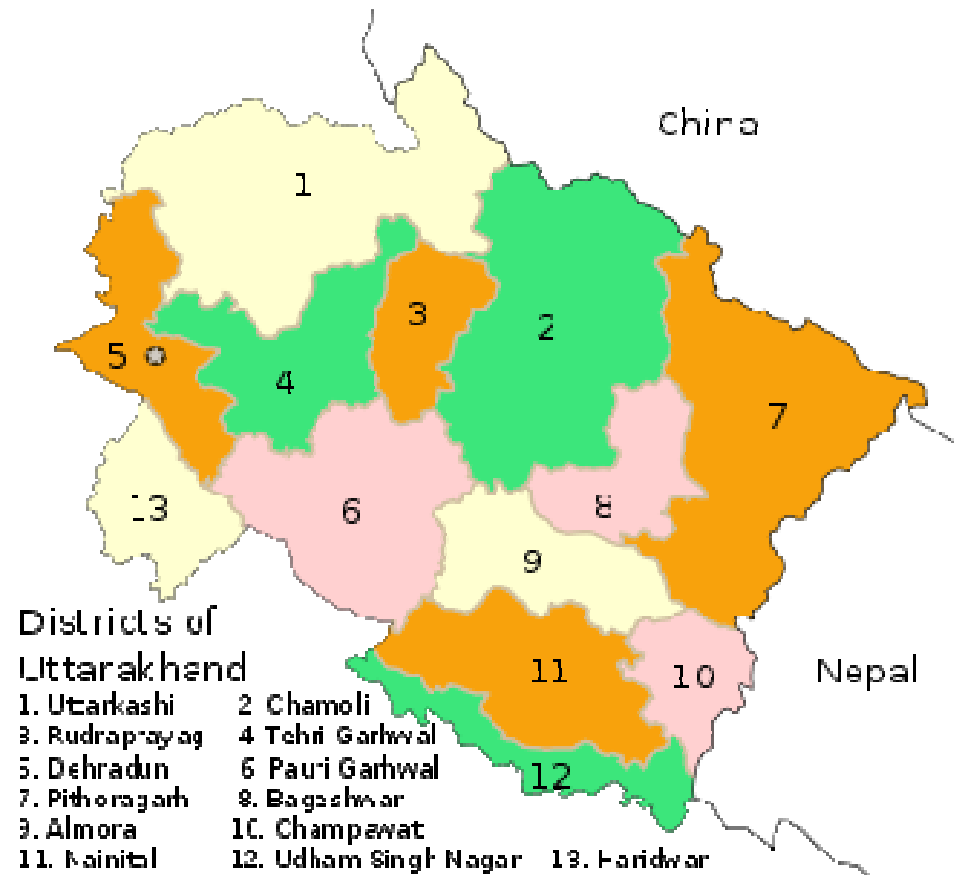 China
1
2
3
4
5
6
7
8
9
10
11
12
13
Nepal
Districts of
Uttarakhand
1. Uttarkashi 2 Chamoli
3. Rudraprayag 4 Tehri Garhwal
5. Dehradun 6 Pauri Garhwal
7. Pithoragarh 8. Bageshwar
9. Almora 10. Champawat
11. Nainital 12. Udham Singh Nagar 13. Haridwar